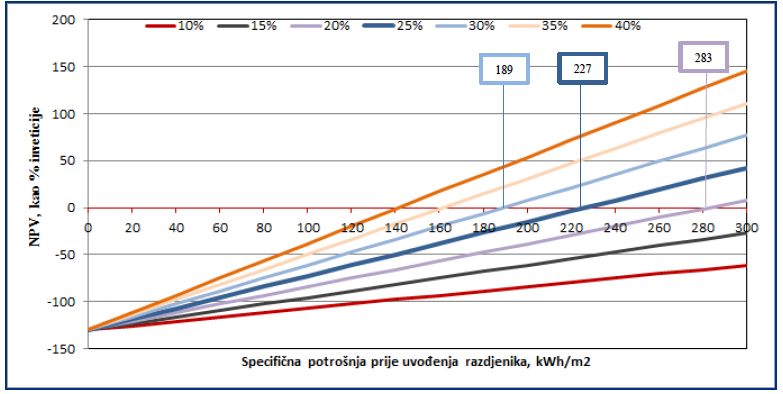 200
10% 15% 20% 25% 30% 35% 40%
150
189 227 283
100
50
0
0 20 40 60 80 100 120 140 160 180 200 220 240 260 280 300
-50
-100
-150
NPV, kao % imeticije
Specifična potrošnja prije uvođenja razdjenika, kWh/m2